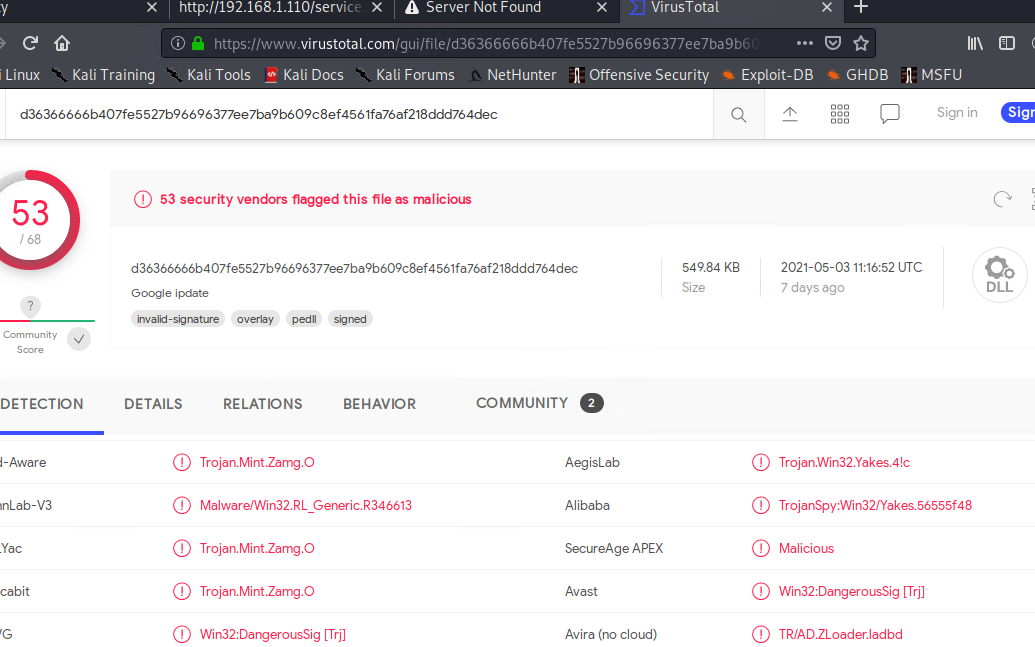 y × http://192.168.1.110/service × Server Not Found × VirusTotal × +
https://www.virustotal.com/gui/file/d36366666b407fe5527b96696377ee7ba9b60
Linux Kali Training Kali Tools Kali Docs Kali Forums NetHunter Offensive Security Exploit-DB GHDB MSFU
d36366666b407fe5527b96696377ee7ba9b609c8ef4561fa76af218ddd764dec Sign in Sign
53
/ 68
53 security vendors flagged this file as malicious
d36366666b407fe5527b96696377ee7ba9b609c8ef4561fa76af218ddd764dec
Google ipdate
invalid-signature overlay pedll signed
549.84 KB
Size
2021-05-03 11:16:52 UTC
7 days ago
DLL
?
Community
Score
DETECTION DETAILS RELATIONS BEHAVIOR COMMUNITY 2
d-Aware Trojan.Mint.Zamg.O AegisLab Trojan.Win32.Yakes.4!c
nLab-V3 Malware/Win32.RL_Generic.R346613 Alibaba TrojanSpy:Win32/Yakes.56555f48
Yac Trojan.Mint.Zamg.O SecureAge APEX Malicious
cabit Trojan.Mint.Zamg.O Avast Win32:DangerousSig [Trj]
G Win32:DangerousSig [Trj] Avira (no cloud) TR/AD.ZLoader.ladbd